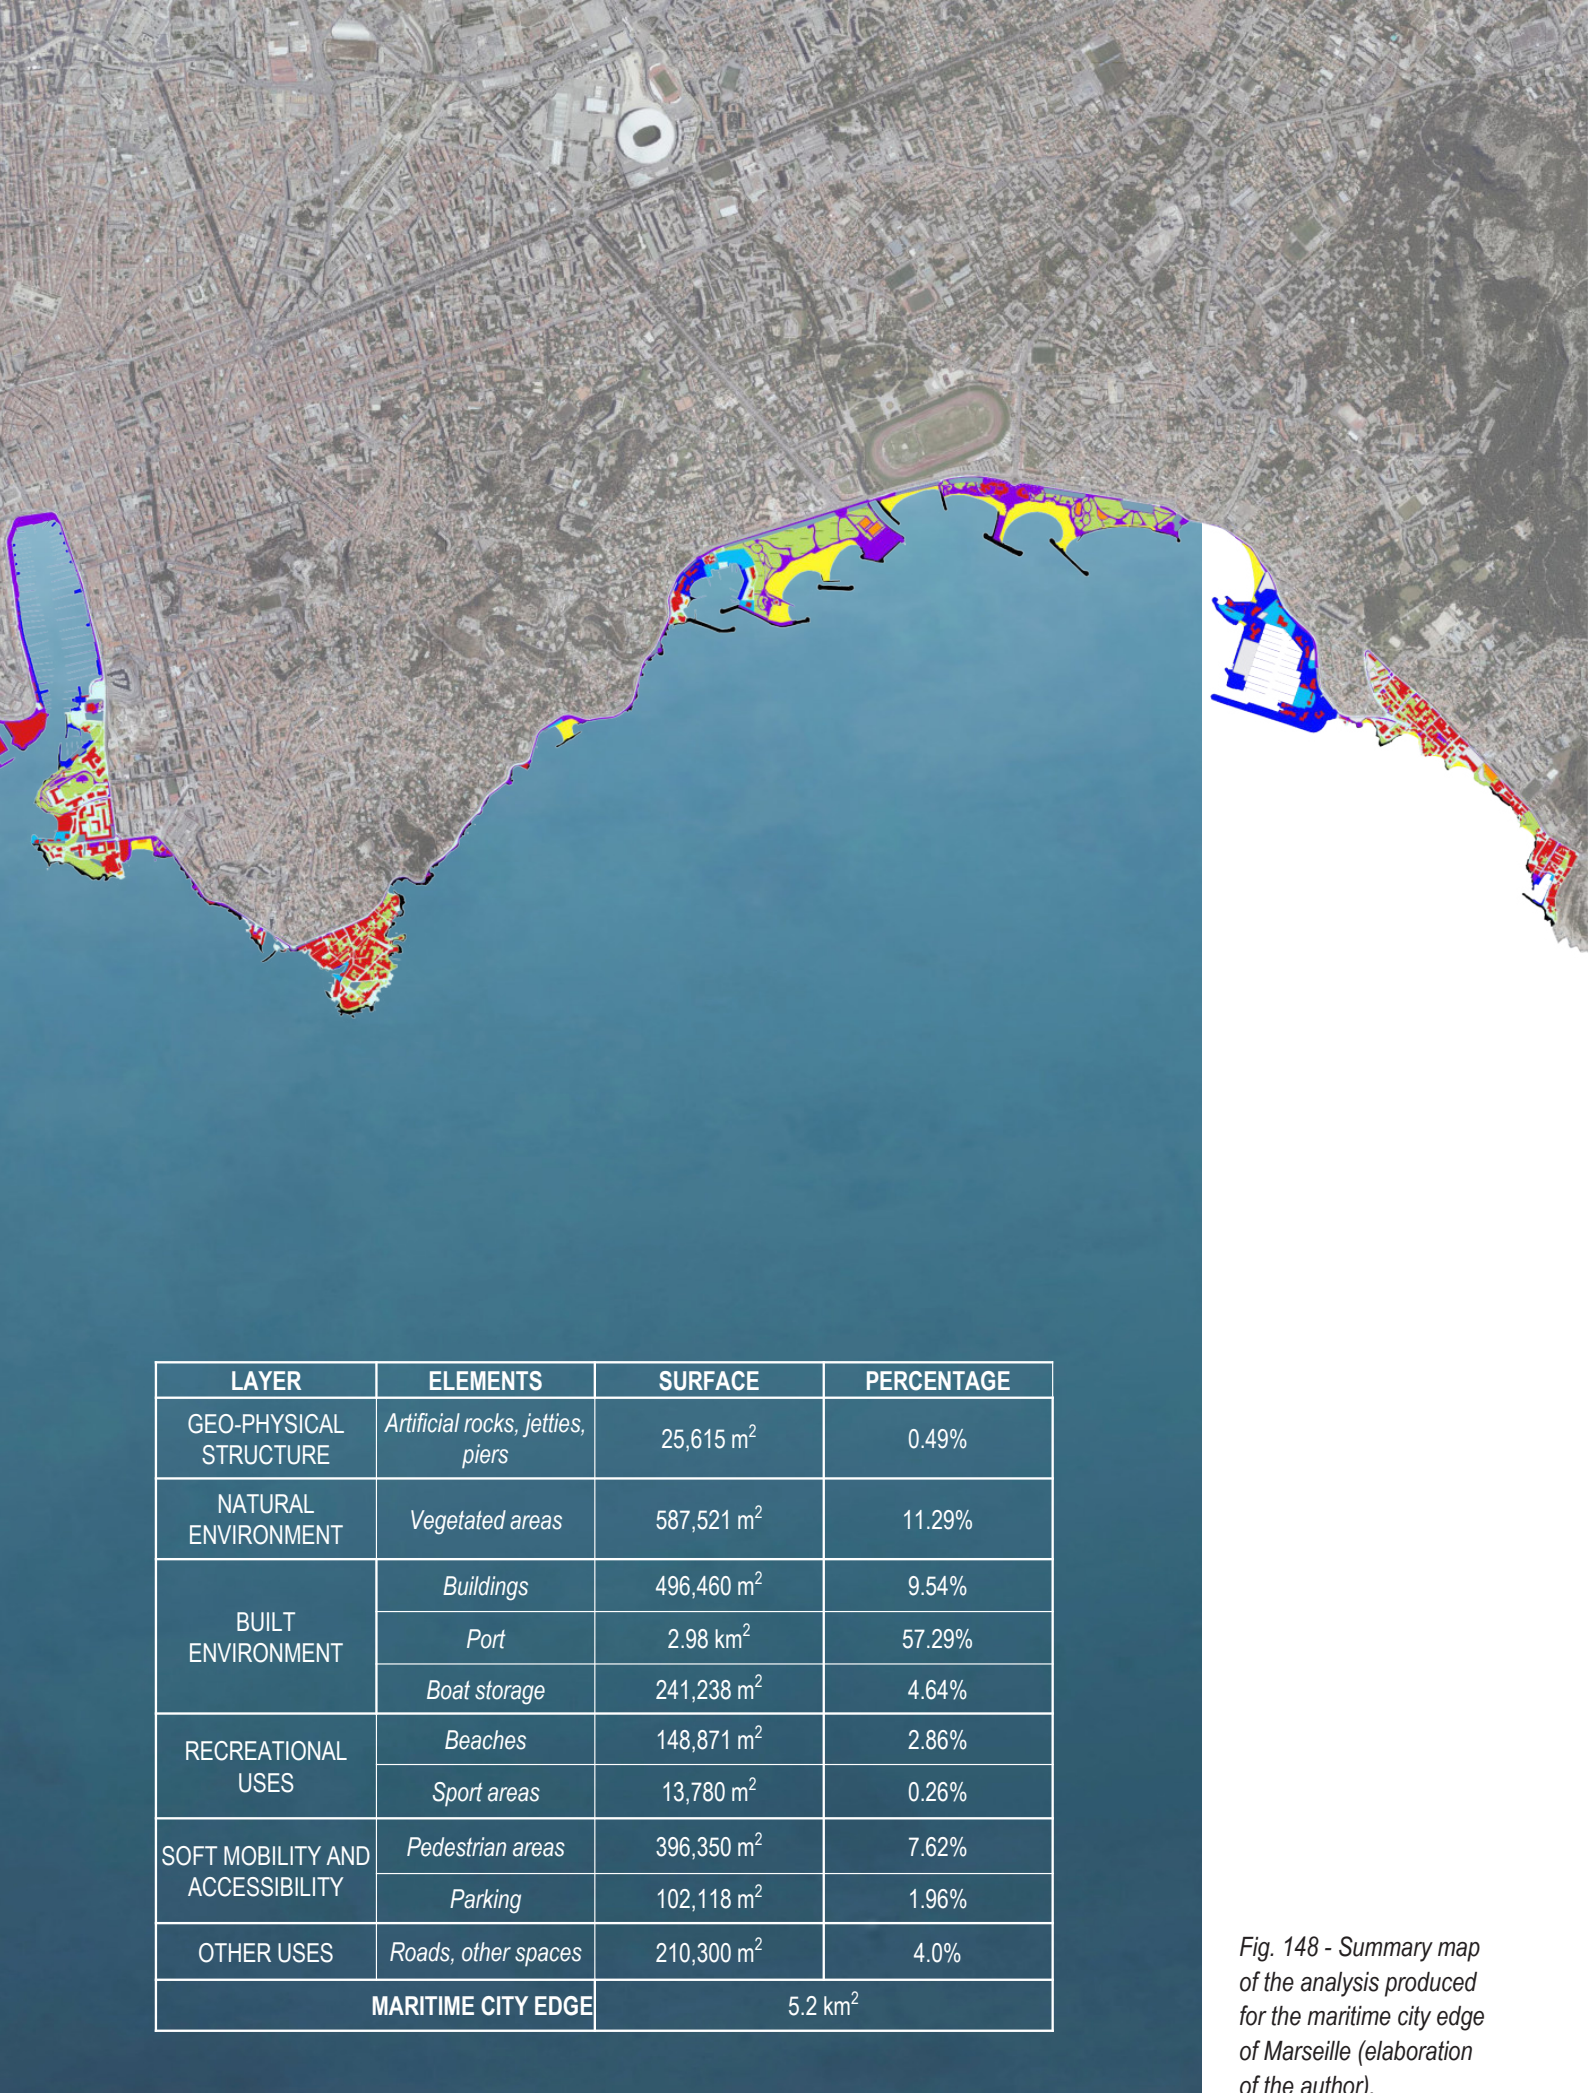 LAYER ELEMENTS SURFACE PERCENTAGE
GEO-PHYSICAL
STRUCTURE
Artificial rocks, jetties,
piers
25,615 m² 0.49%
NATURAL
ENVIRONMENT
Vegetated areas 587,521 m² 11.29%
BUILT
ENVIRONMENT
Buildings 496,460 m² 9.54%
Port 2.98 km² 57.29%
Boat storage 241,238 m² 4.64%
RECREATIONAL
USES
Beaches 148,871 m² 2.86%
Sport areas 13,780 m² 0.26%
SOFT MOBILITY AND
ACCESSIBILITY
Pedestrian areas 396,350 m² 7.62%
Parking 102,118 m² 1.96%
OTHER USES Roads, other spaces 210,300 m² 4.0%
MARITIME CITY EDGE 5.2 km²
Fig. 148 - Summary map
of the analysis produced
for the maritime city edge
of Marseille (elaboration
of the author).